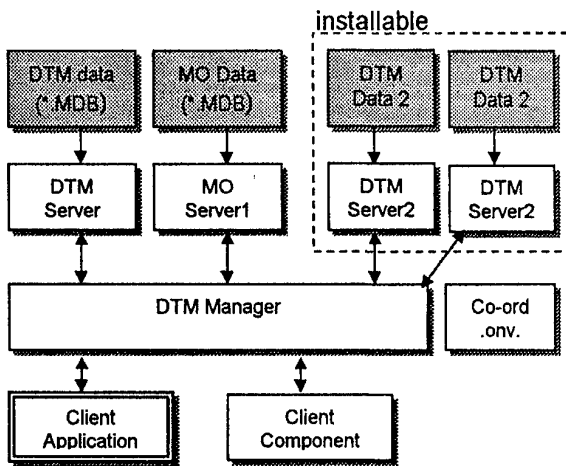 installable
DTM data
(*.MDB)
MO Data
(*.MDB)
DTM
Data 2
DTM
Data 2
DTM
Server
MO
Server1
DTM
Server2
DTM
Server2
DTM Manager
Co-ord
.onv.
Client
Application
Client
Component